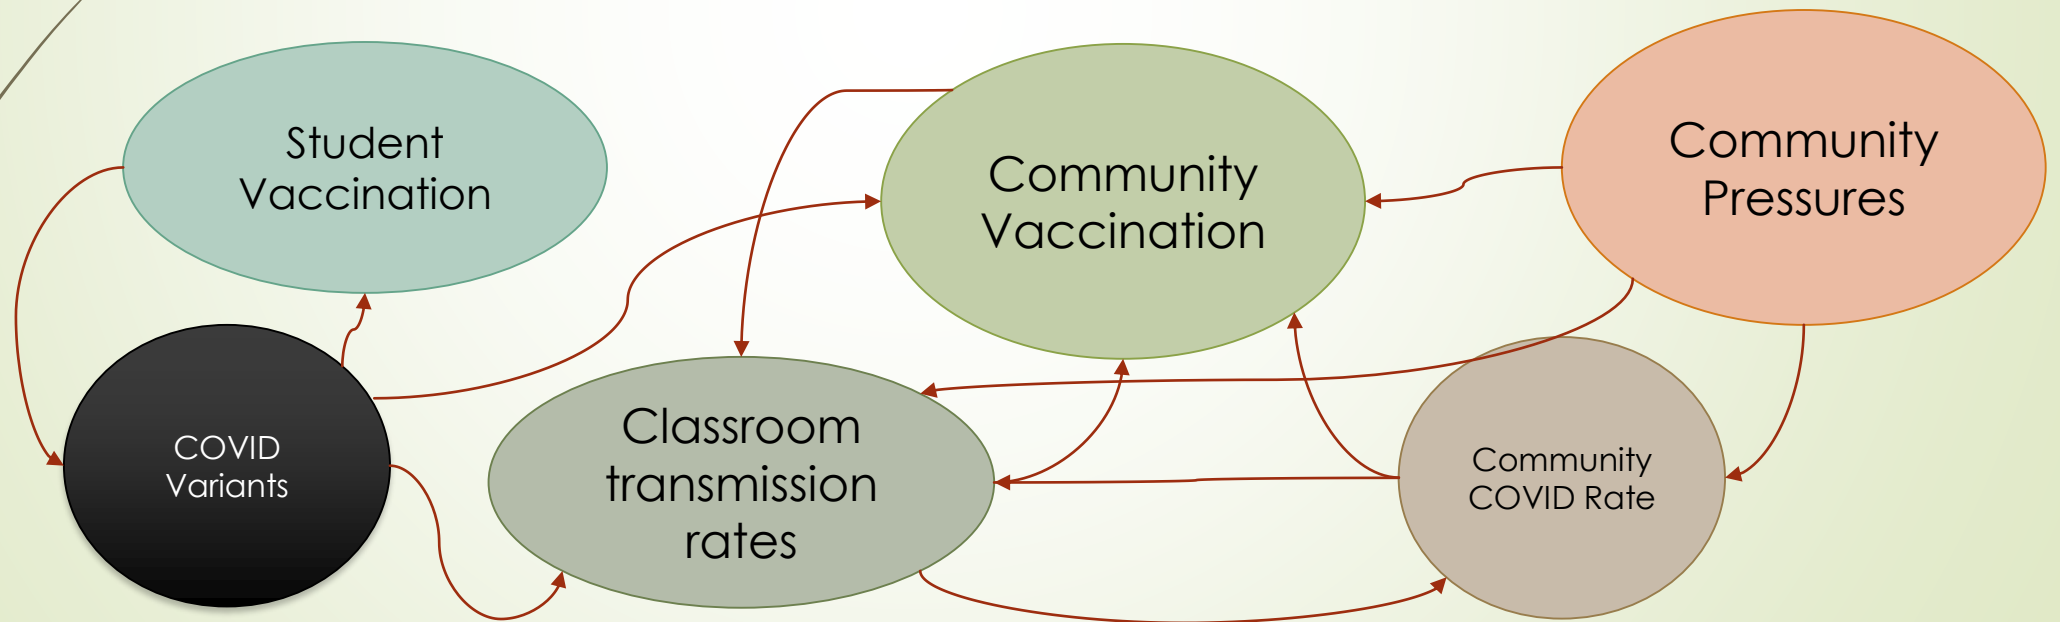 Student
Vaccination
Community
Vaccination
Community
Pressures
COVID
Variants
Classroom
transmission
rates
Community
COVID Rate